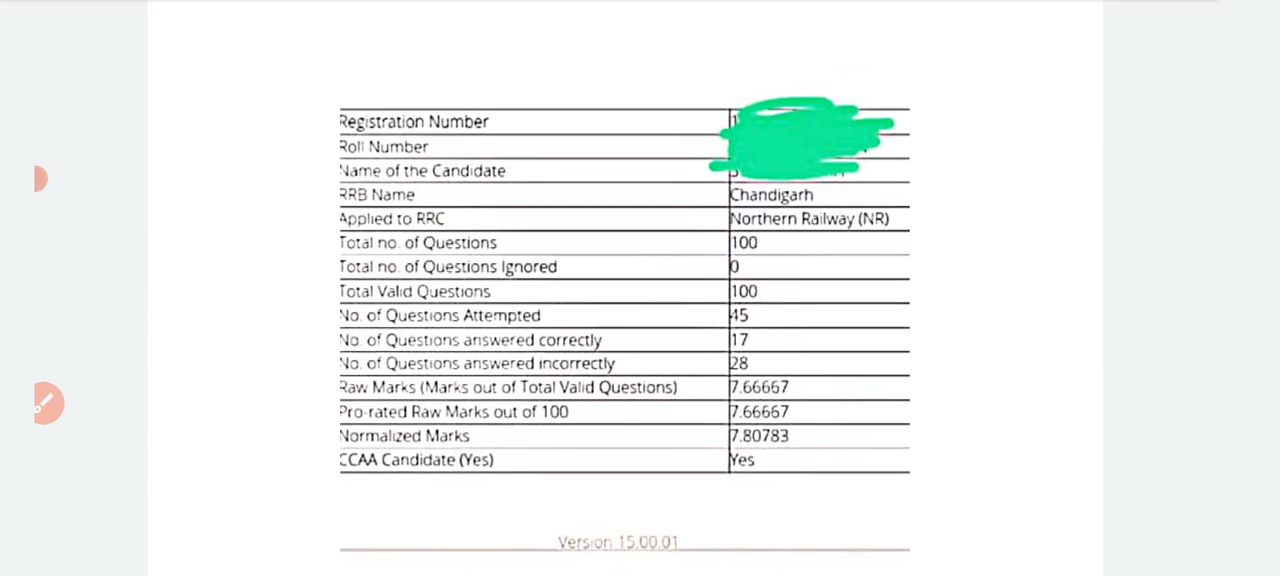 Registration Number
Roll Number
Name of the Candidate
RRB Name Chandigarh
Applied to RRC Northern Railway (NR)
Total no. of Questions 100
Total no. of Questions Ignored 0
Total Valid Questions 100
No. of Questions Attempted 45
No. of Questions answered correctly 17
No. of Questions answered incorrectly 28
Raw Marks (Marks out of Total Valid Questions) 7.66667
Pro-rated Raw Marks out of 100 7.66667
Normalized Marks 7.80783
CCAA Candidate (Yes) Yes
Version 15.00.01